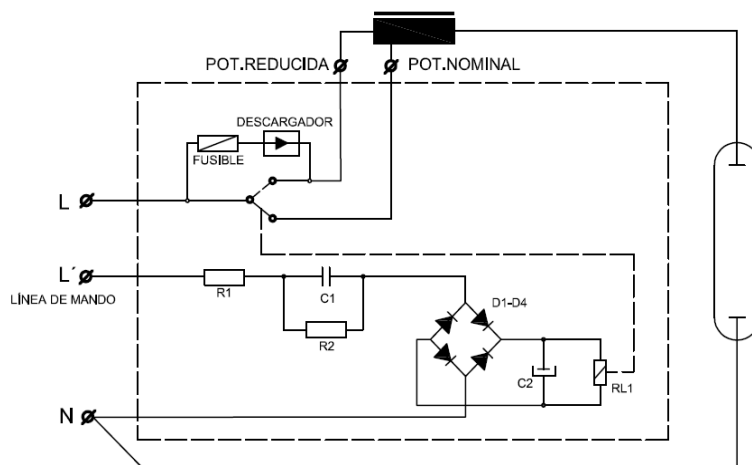 POT.REDUCIDA
POT.NOMINAL
DESCARGADOR
FUSIBLE
L
L´
LÍNEA DE MANDO
R1
C1
R2
D1-D4
C2
RL1
N